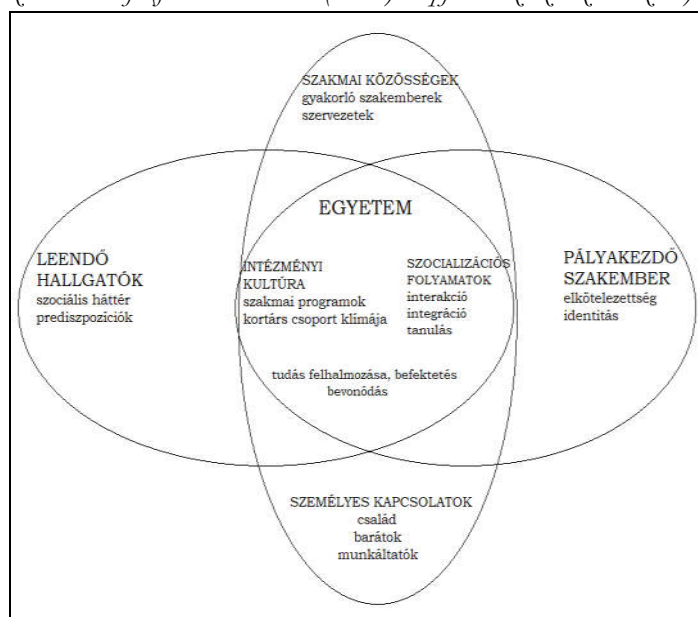 SZAKMAI KÖZÖSSÉGEK
gyakorló szakemberek
szervezetek
EGYETEM
LEENDŐ
HALLGATÓK
szociális háttér
prediszpozíciók
INTÉZMÉNYI
KULTÚRA
szakmai programok
kortárs csoport klímája
SZOCIALIZÁCIÓS
FOLYAMATOK
interakció
integráció
tanulás
PÁLYAKEZDŐ
SZAKEMBER
elkötelezettség
identitás
tudás felhalmozása, befektetés
bevonódás
SZEMÉLYES KAPCSOLATOK
család
barátok
munkáltatók